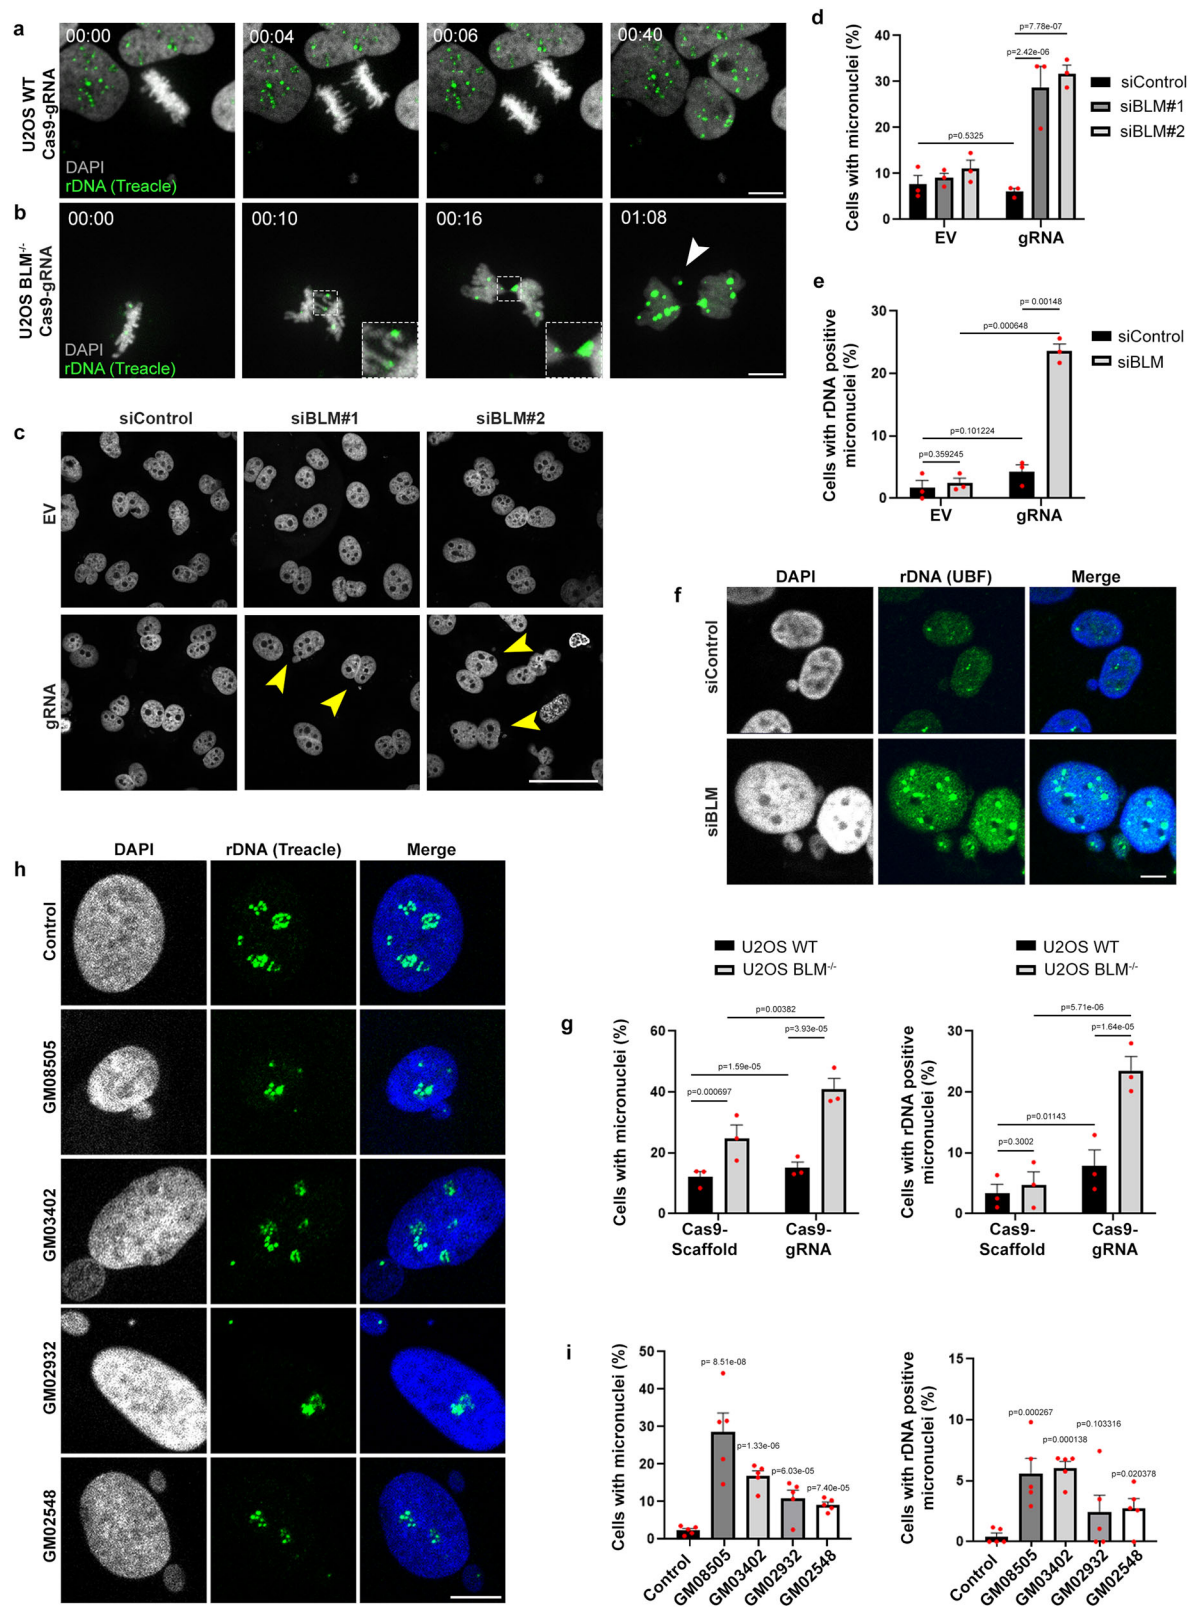 a
U2OS WT
Cas9-gRNA
00:00
00:04
00:06
00:40
DAPI
rDNA (Treacle)
b
U2OS BLM-/-
Cas9-gRNA
00:00
00:10
00:16
01:08
DAPI
rDNA (Treacle)
c
siControl
siBLM#1
siBLM#2
EV
gRNA
d
Cells with micronuclei (%)
40
30
20
10
0
p=7.78e-07
p=2.42e-06
p=0.5325
EV
gRNA
siControl
siBLM#1
siBLM#2
e
Cells with rDNA positive
micronuclei (%)
30
20
10
0
p= 0.00148
p=0.000648
p=0.101224
p=0.359245
EV
gRNA
siControl
siBLM
f
DAPI
rDNA (UBF)
Merge
siControl
siBLM
g
U2OS WT
U2OS BLM-/-
Cells with micronuclei (%)
60
40
20
0
p=0.00382
p=3.93e-05
p=1.59e-05
p=0.000697
Cas9-
Scaffold
Cas9-
gRNA
U2OS WT
U2OS BLM-/-
Cells with rDNA positive
micronuclei (%)
30
20
10
0
p=5.71e-06
p=1.64e-05
p=0.01143
p=0.3002
Cas9-
Scaffold
Cas9-
gRNA
h
DAPI
rDNA (Treacle)
Merge
Control
GM08505
GM03402
GM02932
GM02548
i
Cells with micronuclei (%)
50
40
30
20
10
0
p= 8.51e-08
p=1.33e-06
p=6.03e-05
p=7.40e-05
Control
GM08505
GM03402
GM02932
GM02548
Cells with rDNA positive
micronuclei (%)
15
10
5
0
p=0.000267
p=0.000138
p=0.103316
p=0.020378
Control
GM08505
GM03402
GM02932
GM02548